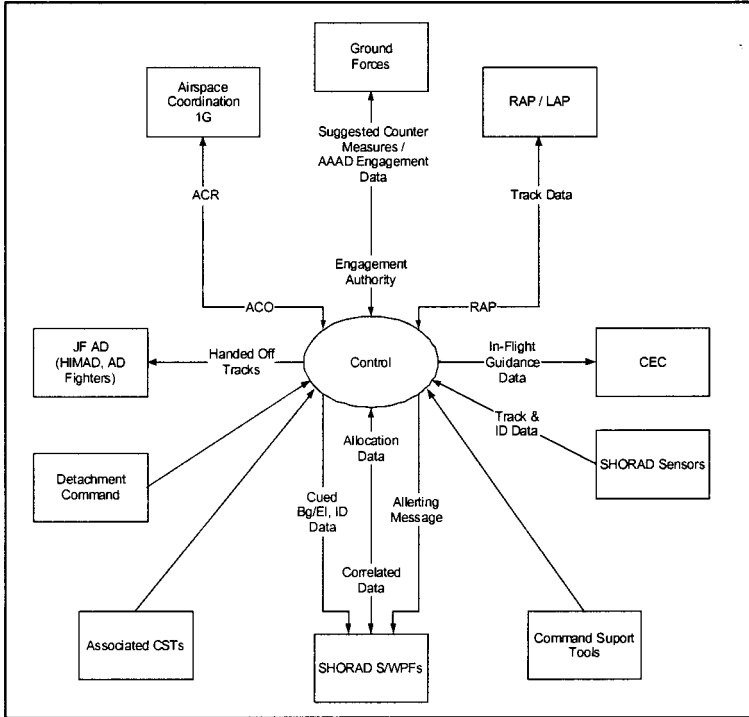 Ground
Forces
Airspace
Coordination
1G
RAP / LAP
Suggested Counter
Measures /
AAAD Engagement
Data
ACR
Track Data
Engagement
Authority
ACO
RAP
JF AD
(HIMAD, AD
Fighters)
Handed Off
Tracks
Control
In-Flight
Guidance
Data
CEC
Track &
ID Data
Detachment
Command
Allocation
Data
SHORAD Sensors
Cued
Bg/El, ID
Data
Allerting
Message
Correlated
Data
Associated CSTs
SHORAD S/WPFs
Command Suport
Tools